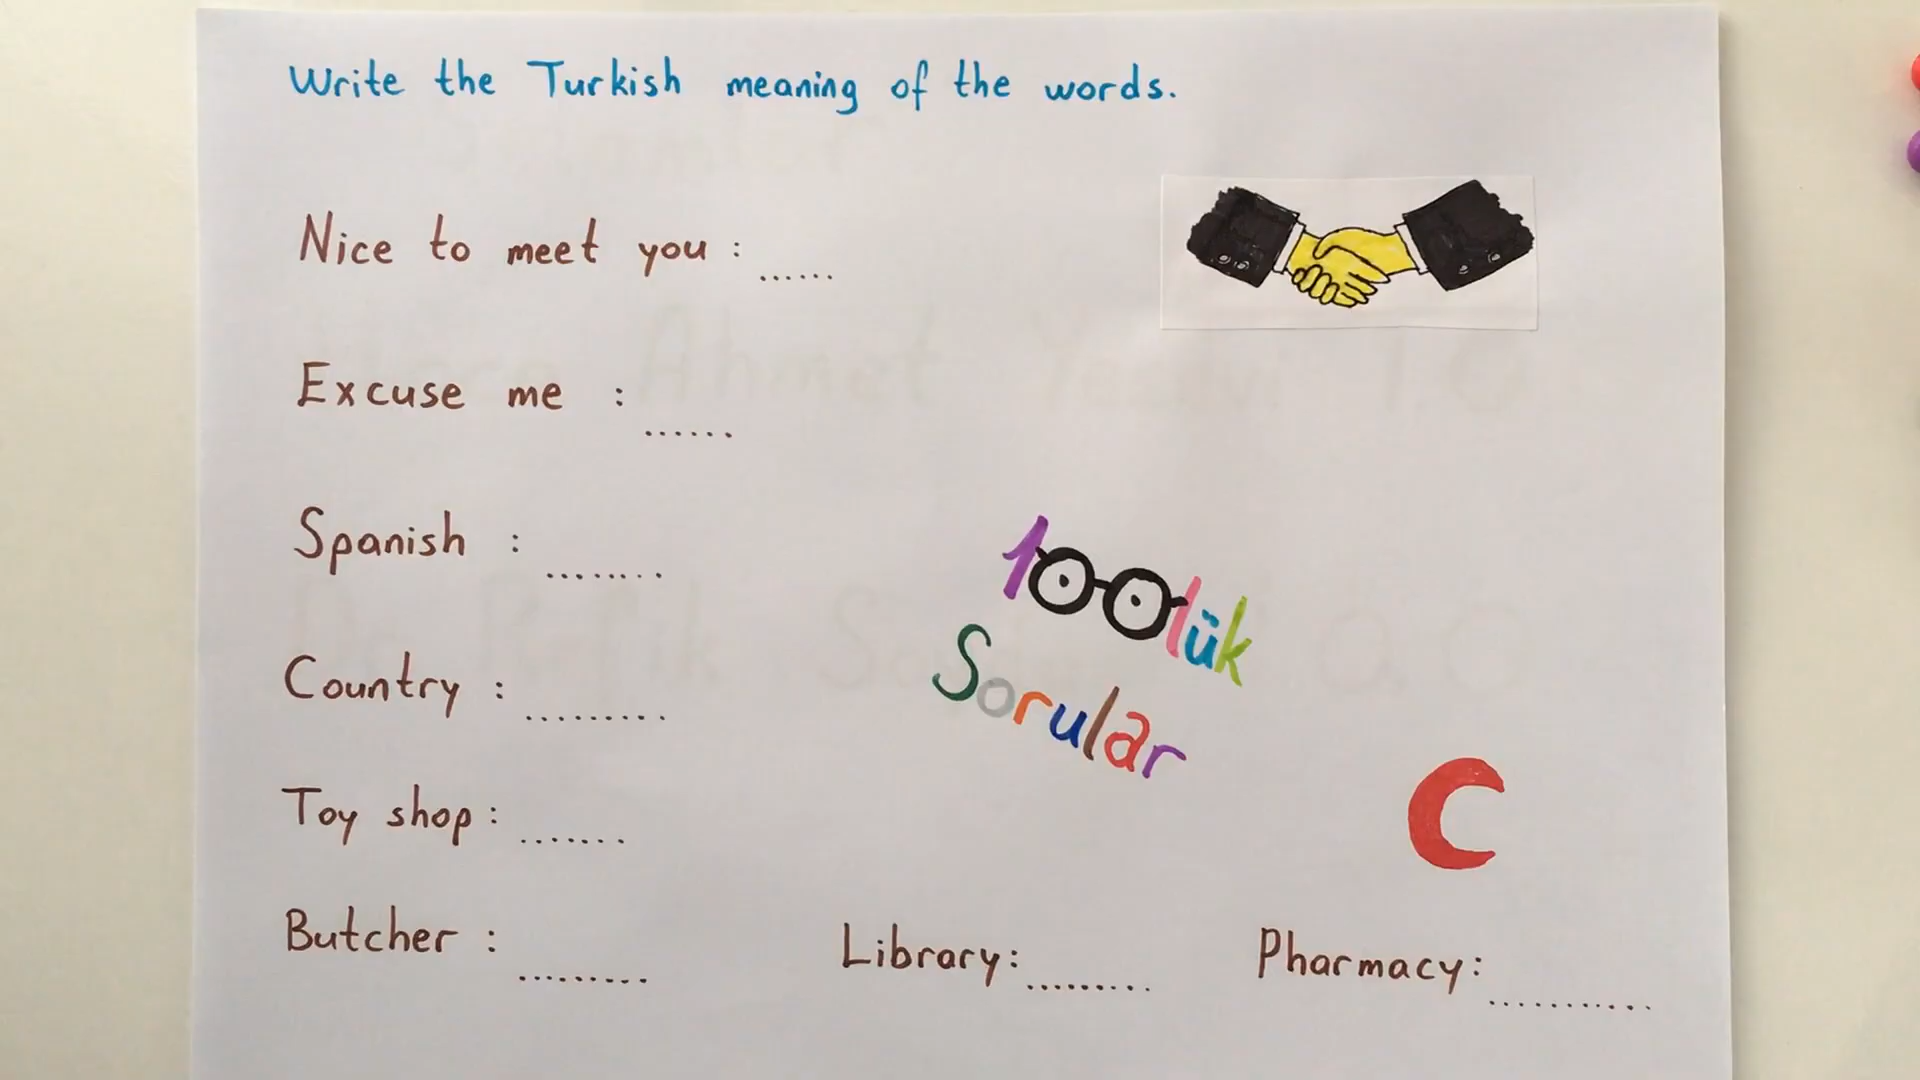 Write the Turkish meaning of the words.
Nice to meet you : ......
Excuse me : ......
Spanish : ........
Country : .........
Toy shop : .......
Butcher : .........
Library : .........
Pharmacy : ...........
100lük
Sorular